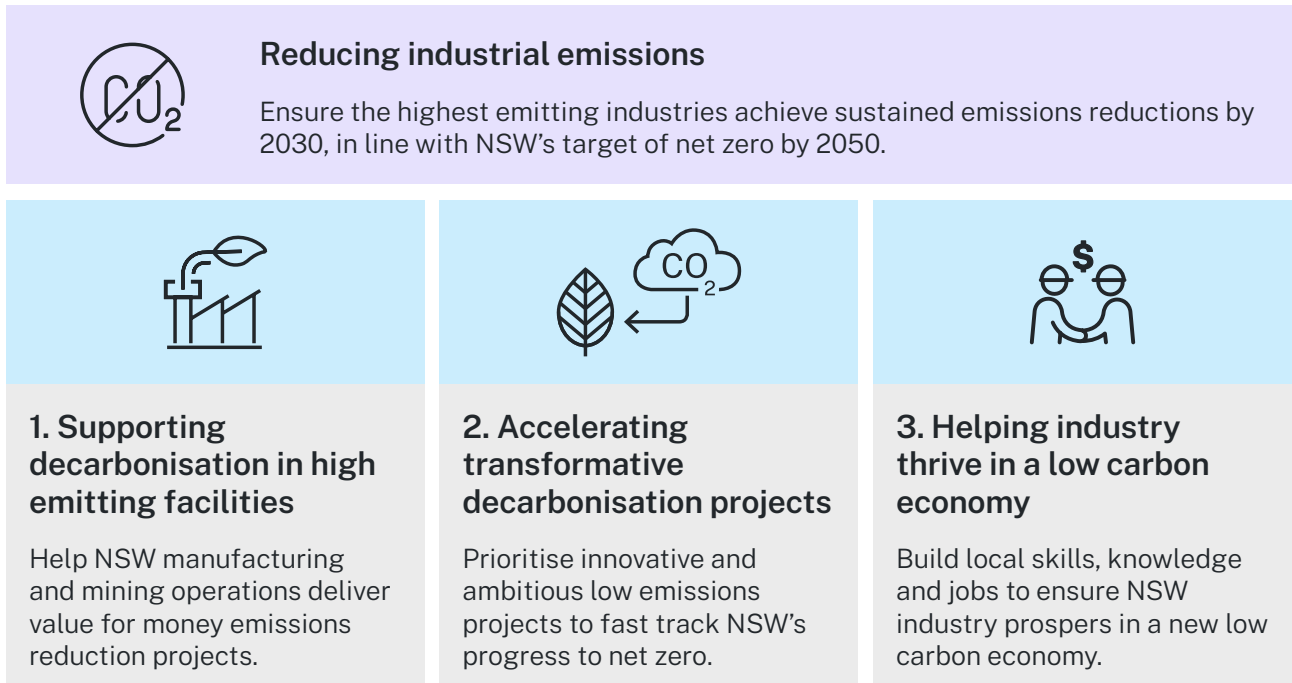 CO2
Reducing industrial emissions
Ensure the highest emitting industries achieve sustained emissions reductions by
2030, in line with NSW’s target of net zero by 2050.
CO2
$
1. Supporting
decarbonisation in high
emitting facilities
Help NSW manufacturing
and mining operations deliver
value for money emissions
reduction projects.
2. Accelerating
transformative
decarbonisation projects
Prioritise innovative and
ambitious low emissions
projects to fast track NSW’s
progress to net zero.
3. Helping industry
thrive in a low carbon
economy
Build local skills, knowledge
and jobs to ensure NSW
industry prospers in a new low
carbon economy.